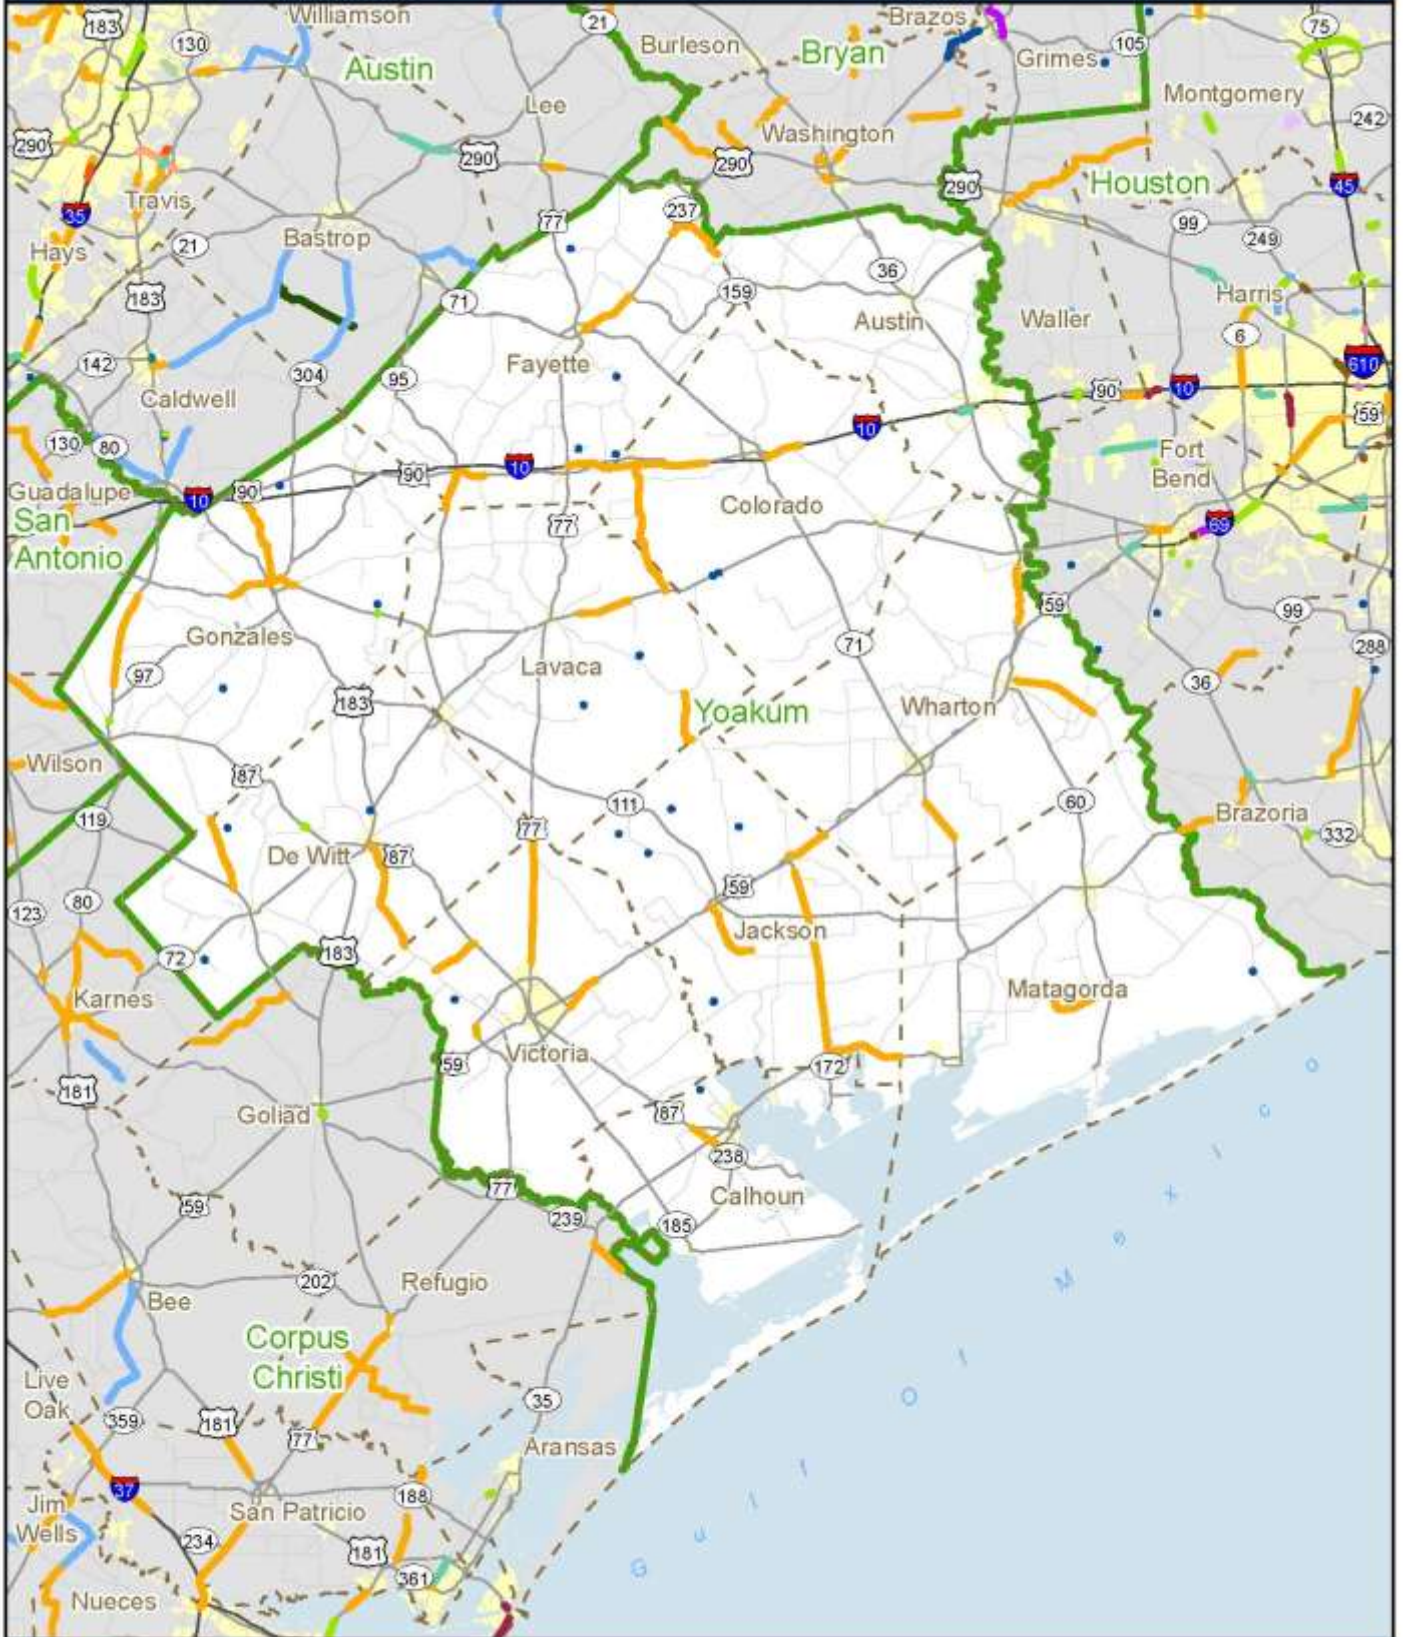 183
Williamson
21
Brazos
75
130
Austin
Burleson
Bryan
Grimes
105
Lee
Montgomery
242
290
290
Washington
290
Houston
45
290
35
Travis
77
237
99
Hays
21
Bastrop
249
183
71
159
36
Harris
Austin
Waller
6
142
304
95
Fayette
610
Caldwell
90
10
59
130
80
10
Guadalupe
10
90
90
10
Fort
Bend
San
Antonio
77
Colorado
69
59
99
Gonzales
71
288
97
Lavaca
36
183
Yoakum
Wharton
Wilson
87
111
60
119
77
Brazoria
332
De Witt
87
59
123
80
Jackson
72
183
Karnes
Matagorda
59
Victoria
172
181
Goliad
87
238
77
59
239
185
Calhoun
202
Refugio
Bee
Corpus
Christi
Live
Oak
359
181
77
35
Aransas
37
188
Jim
Wells
San Patricio
234
181
361
Nueces
Gulf Of Mexico